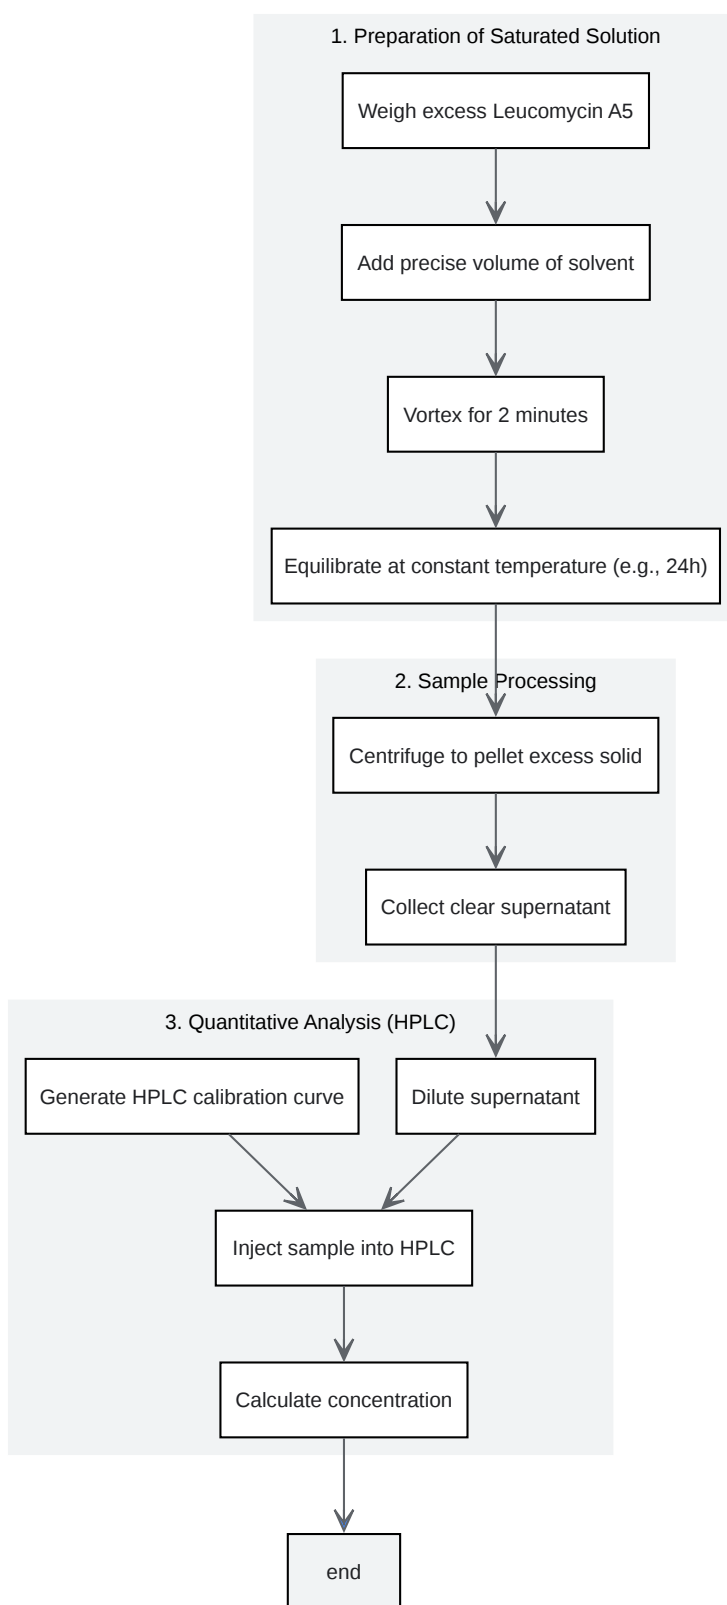 1. Preparation of Saturated Solution
Weigh excess Leucomycin A5
Add precise volume of solvent
Vortex for 2 minutes
Equilibrate at constant temperature (e.g., 24h)
2. Sample Processing
Centrifuge to pellet excess solid
Collect clear supernatant
3. Quantitative Analysis (HPLC)
Generate HPLC calibration curve
Dilute supernatant
Inject sample into HPLC
Calculate concentration
end